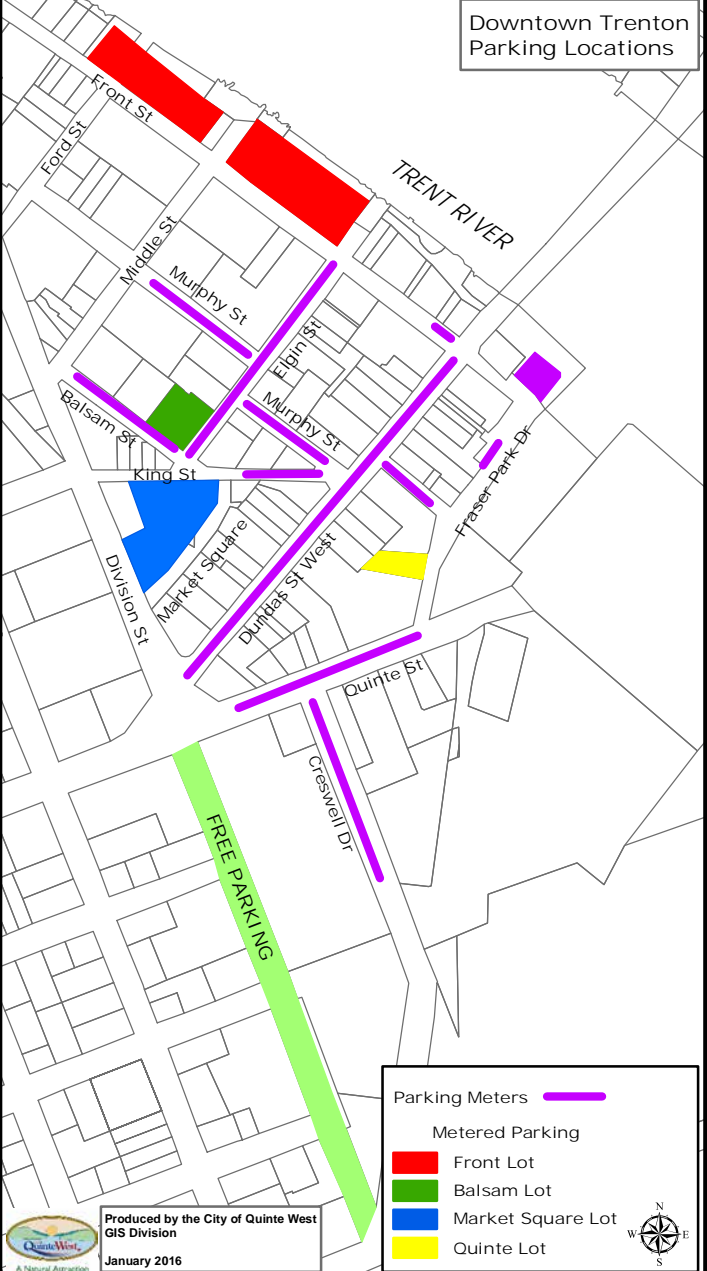 Downtown Trenton
Parking Locations
Front St
Ford St
TRENT RIVER
Middle St
Murphy St
Elgin St
Balsam St
Murphy St
King St
Fraser Park Dr
Market Square
Division St
Dundas St West
Quinte St
Creswell Dr
FREE PARKING
Parking Meters
Metered Parking
Front Lot
Balsam Lot
Market Square Lot
Quinte Lot
N
W E
S
Produced by the City of Quinte West
GIS Division
January 2016
QuinteWest
A Natural Attraction